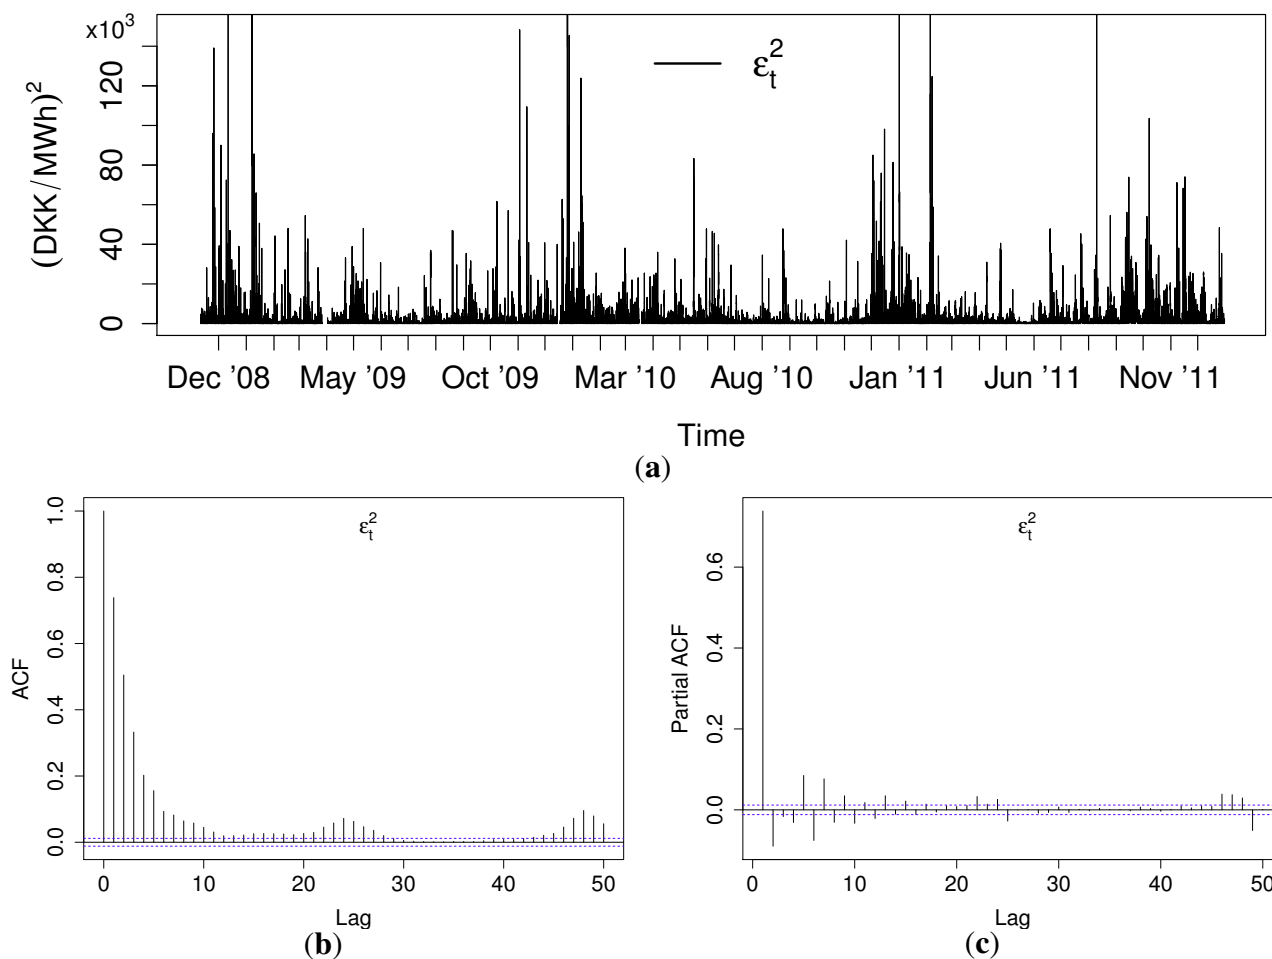 x10³
(DKK/MWh)²
0 40 80 120
εₜ²
Dec '08 May '09 Oct '09 Mar '10 Aug '10 Jan '11 Jun '11 Nov '11
Time
(a)
ACF
0.0 0.2 0.4 0.6 0.8 1.0
εₜ²
0 10 20 30 40 50
Lag
(b)
Partial ACF
0.0 0.2 0.4 0.6
εₜ²
0 10 20 30 40 50
Lag
(c)